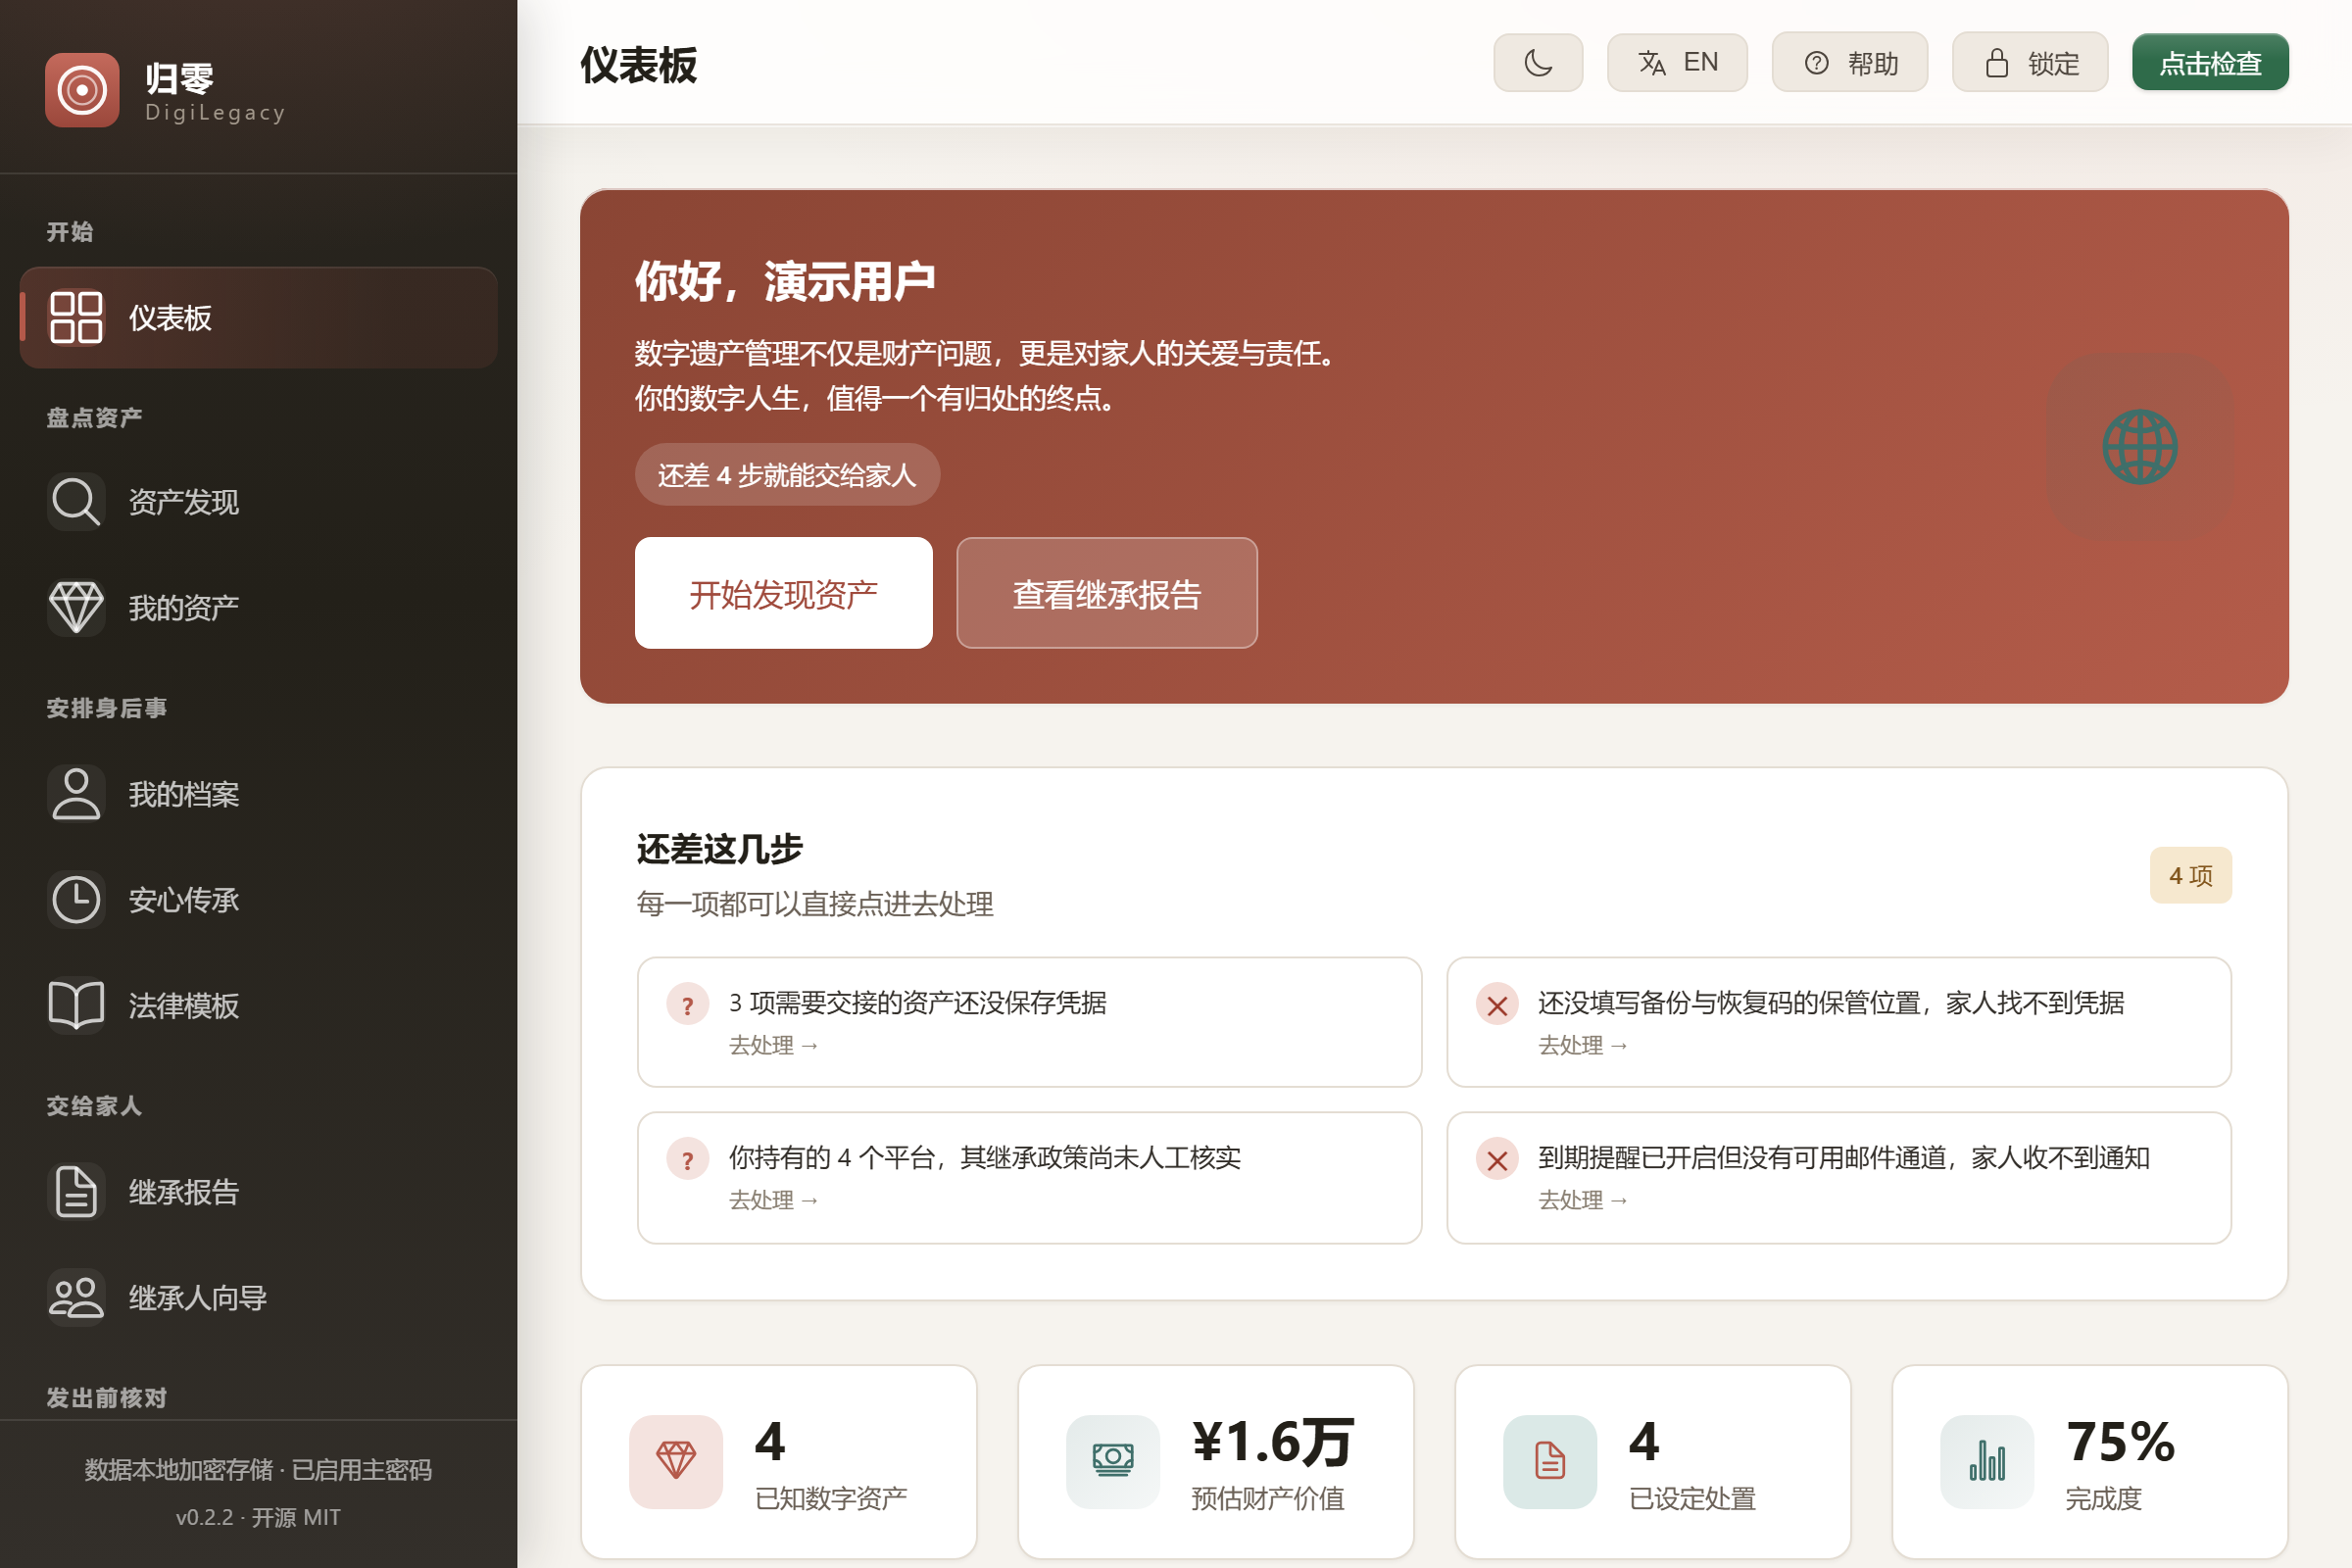 归零
DigiLegacy
开始
仪表板
盘点资产
资产发现
我的资产
安排身后事
我的档案
安心传承
法律模板
交给家人
继承报告
继承人向导
发出前核对
数据本地加密存储 · 已启用主密码
v0.2.2 · 开源 MIT
仪表板
EN
帮助
锁定
点击检查
你好，演示用户
数字遗产管理不仅是财产问题，更是对家人的关爱与责任。
你的数字人生，值得一个有归处的终点。
还差 4 步就能交给家人
开始发现资产
查看继承报告
还差这几步
每一项都可以直接点进去处理
4 项
3 项需要交接的资产还没保存凭据
去处理 →
还没填写备份与恢复码的保管位置，家人找不到凭据
去处理 →
你持有的 4 个平台，其继承政策尚未人工核实
去处理 →
到期提醒已开启但没有可用邮件通道，家人收不到通知
去处理 →
4
已知数字资产
¥1.6万
预估财产价值
4
已设定处置
75%
完成度